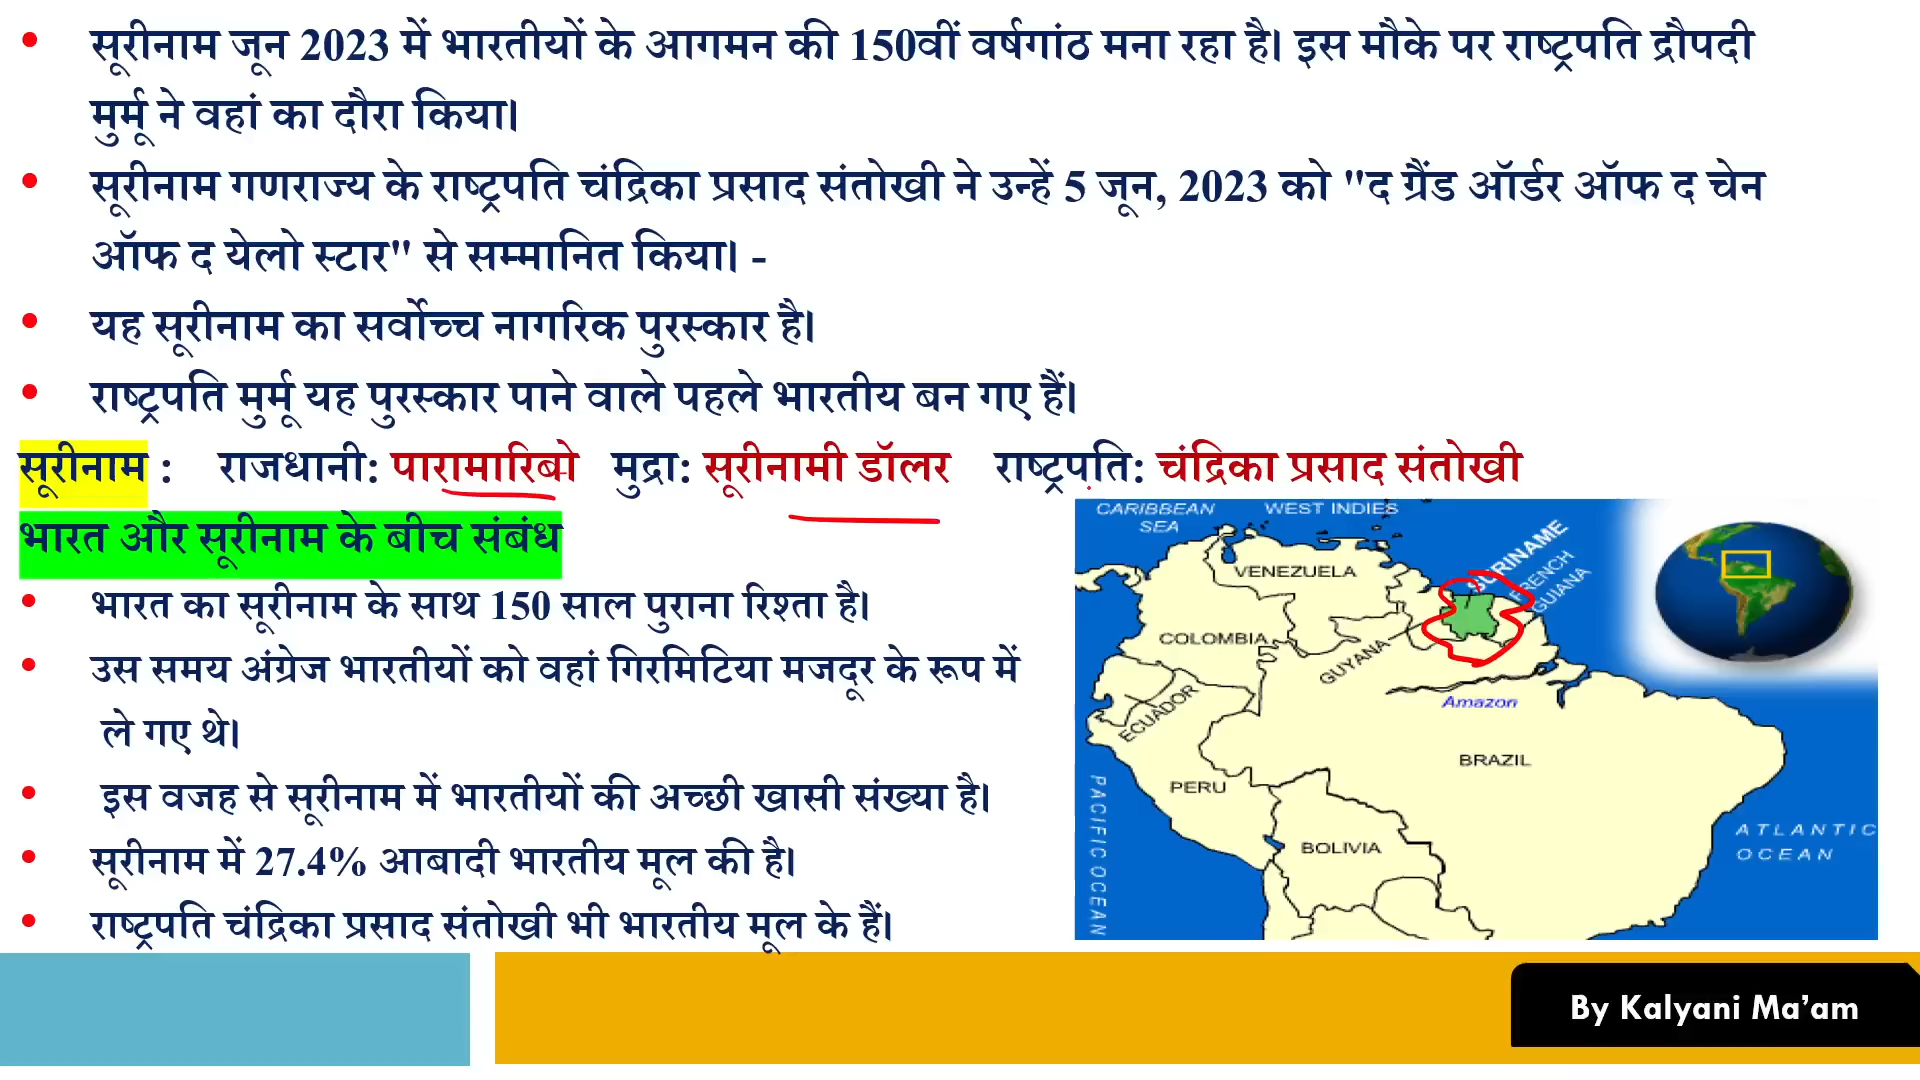 सूरीनाम जून 2023 में भारतीयों के आगमन की 150वीं वर्षगांठ मना रहा है। इस मौके पर राष्ट्रपति द्रौपदी
मुर्मू ने वहां का दौरा किया।
सूरीनाम गणराज्य के राष्ट्रपति चंद्रिका प्रसाद संतोखी ने उन्हें 5 जून, 2023 को "द ग्रैंड ऑर्डर ऑफ द चेन
ऑफ द येलो स्टार" से सम्मानित किया। -
यह सूरीनाम का सर्वोच्च नागरिक पुरस्कार है।
राष्ट्रपति मुर्मू यह पुरस्कार पाने वाले पहले भारतीय बन गए हैं।
सूरीनाम : राजधानी: पारामारिबो मुद्रा: सूरीनामी डॉलर राष्ट्रपति: चंद्रिका प्रसाद संतोखी
भारत और सूरीनाम के बीच संबंध
भारत का सूरीनाम के साथ 150 साल पुराना रिश्ता है।
उस समय अंग्रेज भारतीयों को वहां गिरमिटिया मजदूर के रूप में
ले गए थे।
इस वजह से सूरीनाम में भारतीयों की अच्छी खासी संख्या है।
सूरीनाम में 27.4% आबादी भारतीय मूल की है।
राष्ट्रपति चंद्रिका प्रसाद संतोखी भी भारतीय मूल के हैं।
CARIBBEAN
SEA
WEST INDIES
SURINAME
FRENCH
GUIANA
VENEZUELA
COLOMBIA
GUYANA
ECUADOR
Amazon
BRAZIL
PERU
BOLIVIA
PACIFIC OCEAN
ATLANTIC
OCEAN
By Kalyani Ma’am